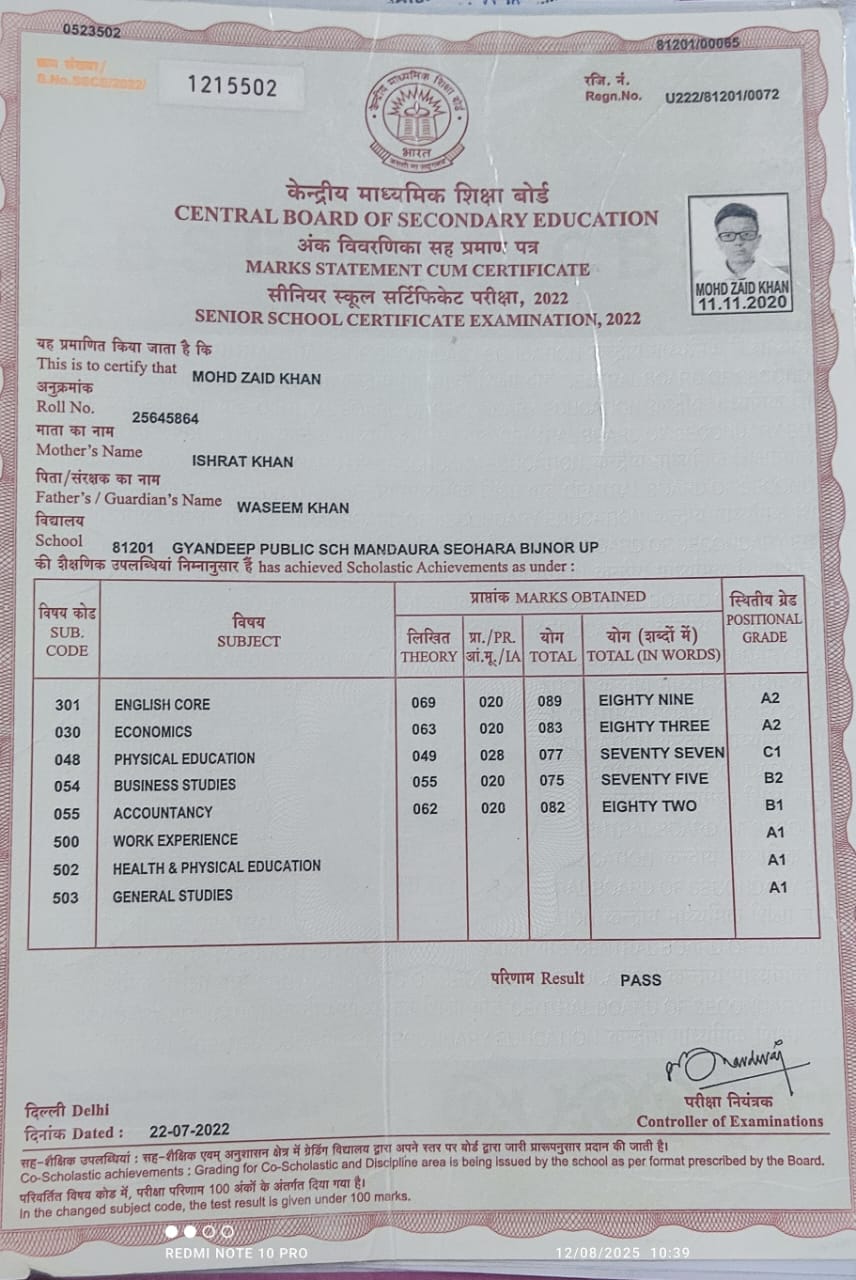 0523502
81201/00065
क्रम संख्या/
S.No.SSCE/2022/
1215502
रजि. नं.
Regn.No. U222/81201/0072
केन्द्रीय माध्यमिक शिक्षा बोर्ड
भारत
केन्द्रीय माध्यमिक शिक्षा बोर्ड
CENTRAL BOARD OF SECONDARY EDUCATION
अंक विवरणिका सह प्रमाण पत्र
MARKS STATEMENT CUM CERTIFICATE
सीनियर स्कूल सर्टिफिकेट परीक्षा, 2022
SENIOR SCHOOL CERTIFICATE EXAMINATION, 2022
MOHD ZAID KHAN
11.11.2020
यह प्रमाणित किया जाता है कि
This is to certify that MOHD ZAID KHAN
अनुक्रमांक
Roll No. 25645864
माता का नाम
Mother's Name ISHRAT KHAN
पिता/संरक्षक का नाम
Father's / Guardian's Name WASEEM KHAN
विद्यालय
School 81201 GYANDEEP PUBLIC SCH MANDAURA SEOHARA BIJNOR UP
की शैक्षणिक उपलब्धियां निम्नानुसार हैं has achieved Scholastic Achievements as under :
विषय कोड
SUB.
CODE
विषय
SUBJECT
प्राप्तांक MARKS OBTAINED
लिखित
THEORY
प्रा./PR.
आं.मू./IA
योग
TOTAL
योग (शब्दों में)
TOTAL (IN WORDS)
स्थितीय ग्रेड
POSITIONAL
GRADE
301 ENGLISH CORE 069 020 089 EIGHTY NINE A2
030 ECONOMICS 063 020 083 EIGHTY THREE A2
048 PHYSICAL EDUCATION 049 028 077 SEVENTY SEVEN C1
054 BUSINESS STUDIES 055 020 075 SEVENTY FIVE B2
055 ACCOUNTANCY 062 020 082 EIGHTY TWO B1
500 WORK EXPERIENCE A1
502 HEALTH & PHYSICAL EDUCATION A1
503 GENERAL STUDIES A1
परिणाम Result PASS
दिल्ली Delhi
दिनांक Dated : 22-07-2022
परीक्षा नियंत्रक
Controller of Examinations
सह-शैक्षिक उपलब्धियां : सह-शैक्षिक एवम् अनुशासन क्षेत्र में ग्रेडिंग विद्यालय द्वारा अपने स्तर पर बोर्ड द्वारा जारी प्रारूपनुसार प्रदान की जाती है।
Co-Scholastic achievements : Grading for Co-Scholastic and Discipline area is being issued by the school as per format prescribed by the Board.
परिवर्तित विषय कोड में, परीक्षा परिणाम 100 अंकों के अंतर्गत दिया गया है।
In the changed subject code, the test result is given under 100 marks.
REDMI NOTE 10 PRO
12/08/2025 10:39